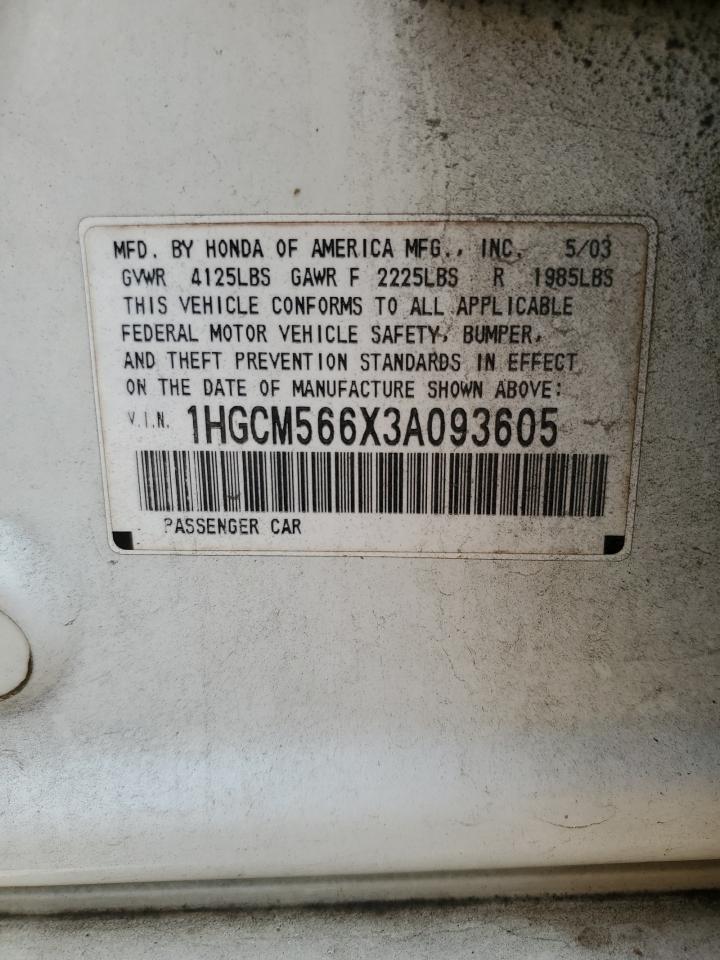 MFD. BY HONDA OF AMERICA MFG., INC. 5/03
GVWR 4125LBS GAWR F 2225LBS R 1985LBS
THIS VEHICLE CONFORMS TO ALL APPLICABLE
FEDERAL MOTOR VEHICLE SAFETY, BUMPER,
AND THEFT PREVENTION STANDARDS IN EFFECT
ON THE DATE OF MANUFACTURE SHOWN ABOVE:
V.I.N. 1HGCM566X3A093605
PASSENGER CAR